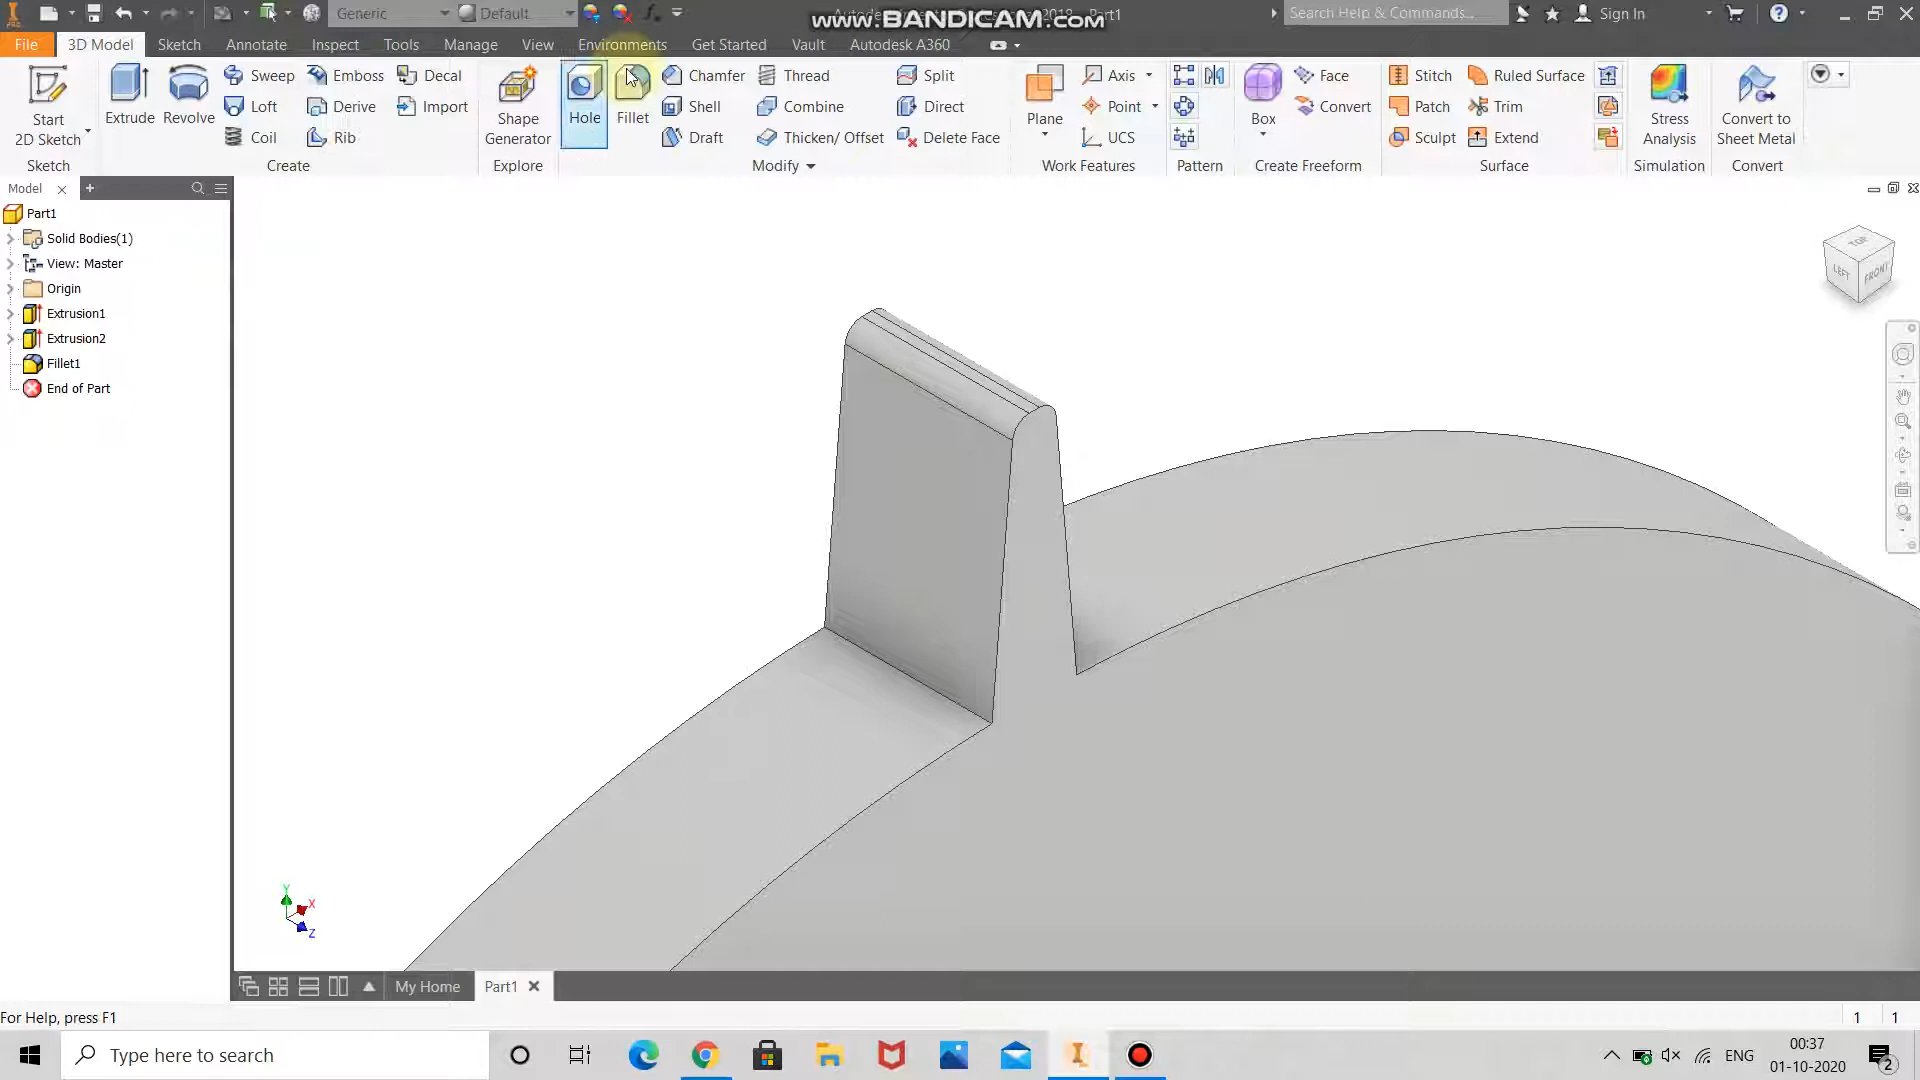 Generic
Default
www.BANDICAM.com
2018
Part1
Search Help & Commands...
Sign In
File
3D Model
Sketch
Annotate
Inspect
Tools
Manage
View
Environments
Get Started
Vault
Autodesk A360
Start
2D Sketch
Extrude
Revolve
Sweep
Loft
Coil
Emboss
Derive
Rib
Decal
Import
Shape
Generator
Hole
Fillet
Chamfer
Shell
Draft
Thread
Combine
Thicken/ Offset
Split
Direct
Delete Face
Plane
Axis
Point
UCS
Box
Face
Convert
Stitch
Patch
Sculpt
Ruled Surface
Trim
Extend
Stress
Analysis
Convert to
Sheet Metal
Sketch
Create
Explore
Modify
Work Features
Pattern
Create Freeform
Surface
Simulation
Convert
Model
Part1
Solid Bodies(1)
View: Master
Origin
Extrusion1
Extrusion2
Fillet1
End of Part
TOP
LEFT
FRONT
Y
X
Z
My Home
Part1
For Help, press F1
1
1
Type here to search
ENG
00:37
01-10-2020
2